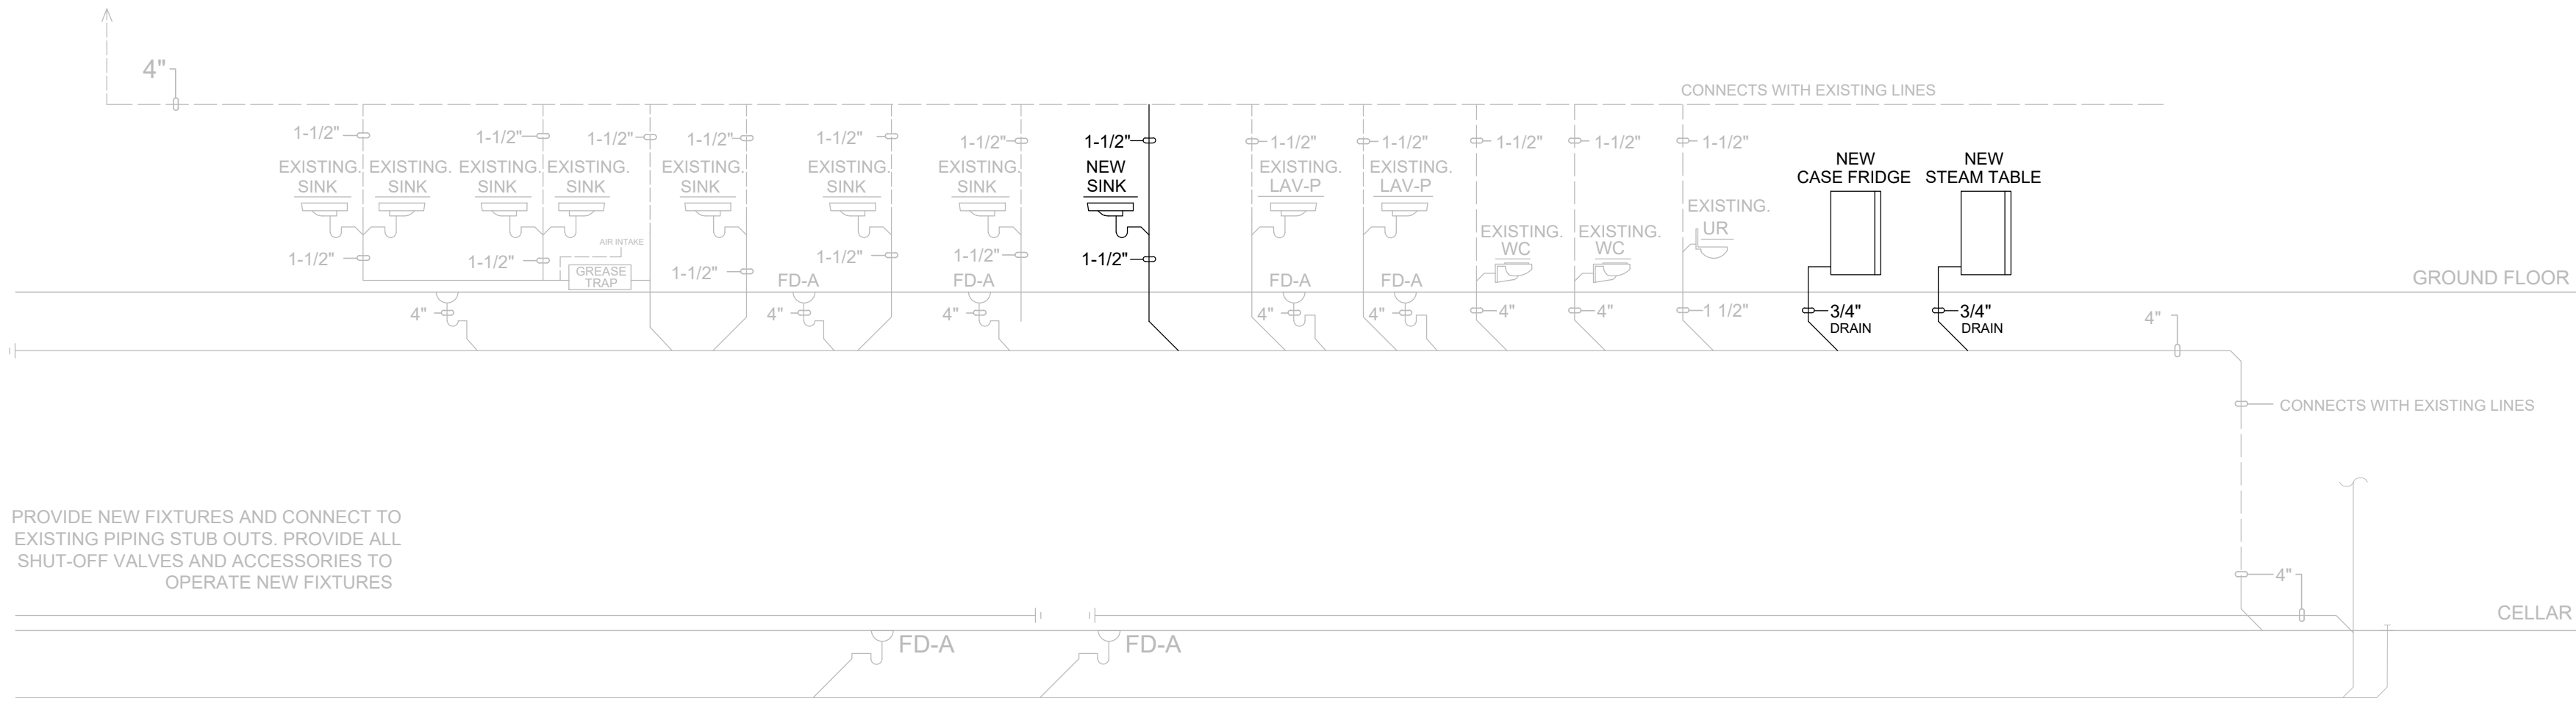 4"
CONNECTS WITH EXISTING LINES
1-1/2"
1-1/2"
1-1/2"
1-1/2"
1-1/2"
1-1/2"
1-1/2"
1-1/2"
1-1/2"
1-1/2"
1-1/2"
1-1/2"
EXISTING.
SINK
EXISTING.
SINK
EXISTING.
SINK
EXISTING.
SINK
EXISTING.
SINK
EXISTING.
SINK
EXISTING.
SINK
NEW
SINK
EXISTING.
LAV-P
EXISTING.
LAV-P
EXISTING.
WC
EXISTING.
WC
EXISTING.
UR
NEW
CASE FRIDGE
NEW
STEAM TABLE
1-1/2"
1-1/2"
AIR INTAKE
GREASE
TRAP
1-1/2"
1-1/2"
1-1/2"
1-1/2"
FD-A
FD-A
FD-A
FD-A
GROUND FLOOR
4"
4"
4"
4"
4"
4"
4"
1 1/2"
3/4"
DRAIN
3/4"
DRAIN
4"
CONNECTS WITH EXISTING LINES
PROVIDE NEW FIXTURES AND CONNECT TO
EXISTING PIPING STUB OUTS. PROVIDE ALL
SHUT-OFF VALVES AND ACCESSORIES TO
OPERATE NEW FIXTURES
4"
CELLAR
FD-A
FD-A